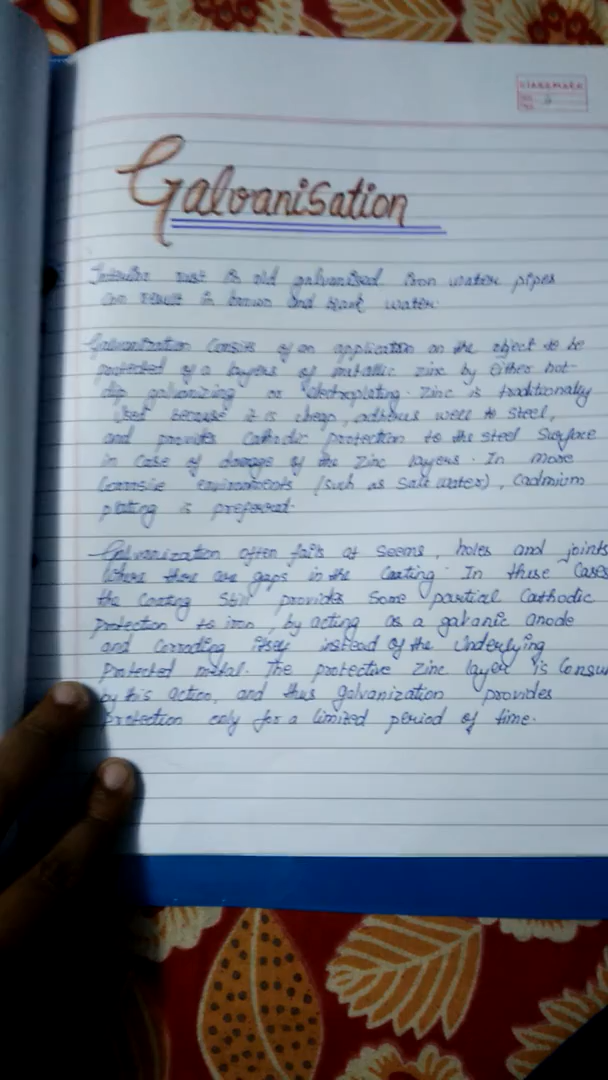 CLASSMATE
Galvanisation
Interior rust is old galvanised iron water pipes
can result in brown and black water.
Galvanization consits of an application on the object to be
protected of a layers of metallic zinc by either hot-
dip galvanizing or electroplating. Zinc is traditionally
used because it is cheap, adheres well to steel,
and provides cathodic protection to the steel surface
in case of damage of the zinc layers. In more
corrosive environments (such as salt water), cadmium
plating is preferred.
Galvanization often fails at seems, holes and joints
where there are gaps in the coating. In these cases
the coating still provides some partial cathodic
protection to iron, by acting as a galvanic anode
and corroding itself instead of the underlying
protected metal. The protective zinc layer is consu
by this action, and thus galvanization provides
protection only for a limited period of time.